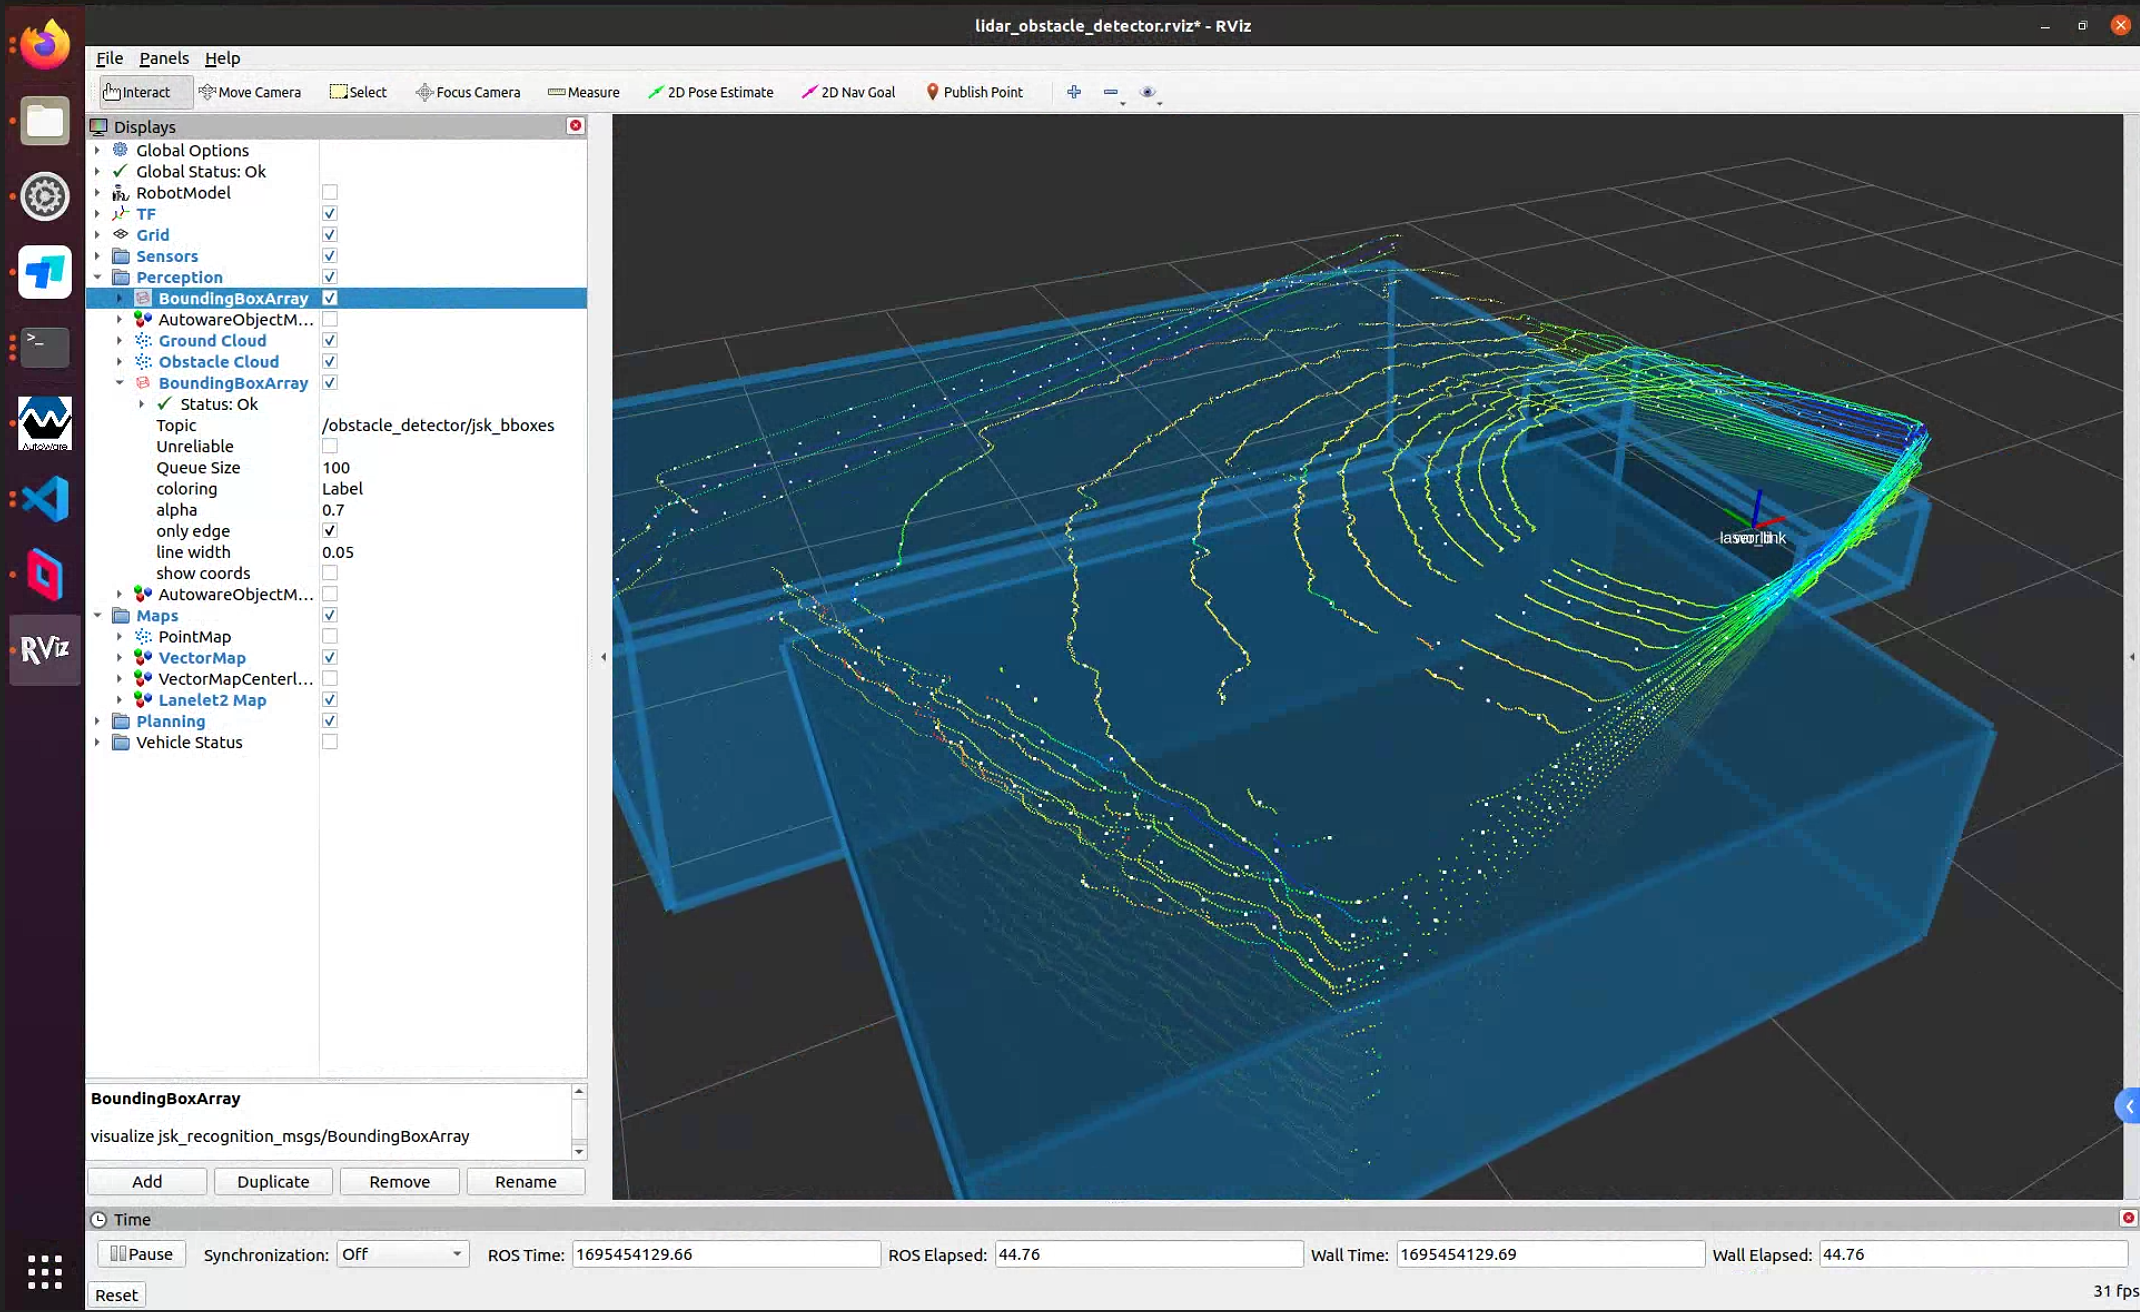 lidar_obstacle_detector.rviz* - RViz
File Panels Help
Interact Move Camera Select Focus Camera Measure 2D Pose Estimate 2D Nav Goal Publish Point
Displays
Global Options
Global Status: Ok
RobotModel
TF
Grid
Sensors
Perception
BoundingBoxArray
AutowareObjectM...
Ground Cloud
Obstacle Cloud
BoundingBoxArray
Status: Ok
Topic /obstacle_detector/jsk_bboxes
Unreliable
Queue Size 100
coloring Label
alpha 0.7
only edge
line width 0.05
show coords
AutowareObjectM...
Maps
PointMap
VectorMap
VectorMapCenterl...
Lanelet2 Map
Planning
Vehicle Status
BoundingBoxArray
visualize jsk_recognition_msgs/BoundingBoxArray
Add Duplicate Remove Rename
Time
Pause Synchronization: Off ROS Time: 1695454129.66 ROS Elapsed: 44.76 Wall Time: 1695454129.69 Wall Elapsed: 44.76
Reset 31 fps
AutoWare
RViz